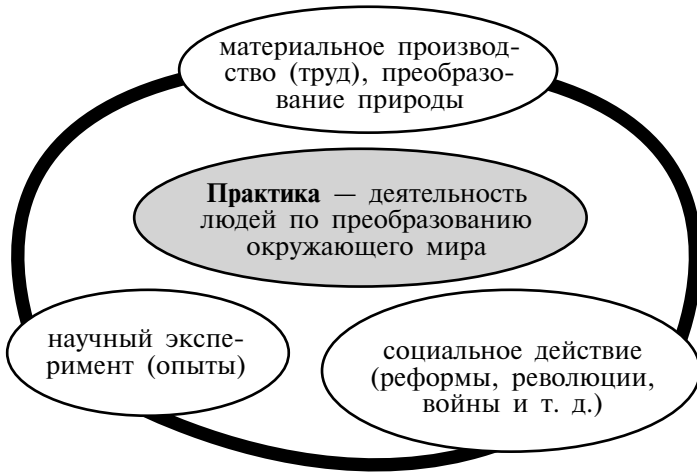 материальное производ-
ство (труд), преобразо-
вание природы
Практика — деятельность
людей по преобразованию
окружающего мира
научный экспе-
римент (опыты)
социальное действие
(реформы, революции,
войны и т. д.)